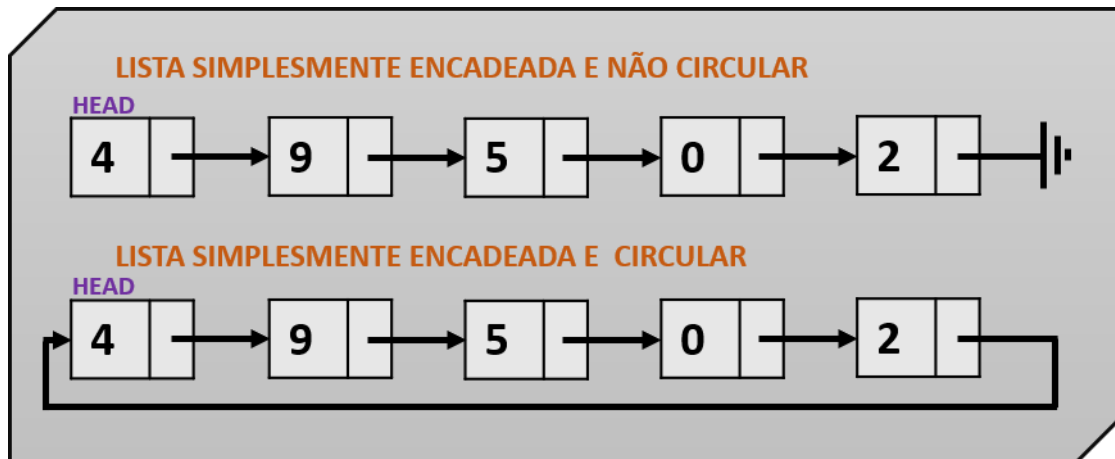 LISTA SIMPLESMENTE ENCADEADA E NÃO CIRCULAR
HEAD
4 9 5 0 2
LISTA SIMPLESMENTE ENCADEADA E CIRCULAR
HEAD
4 9 5 0 2